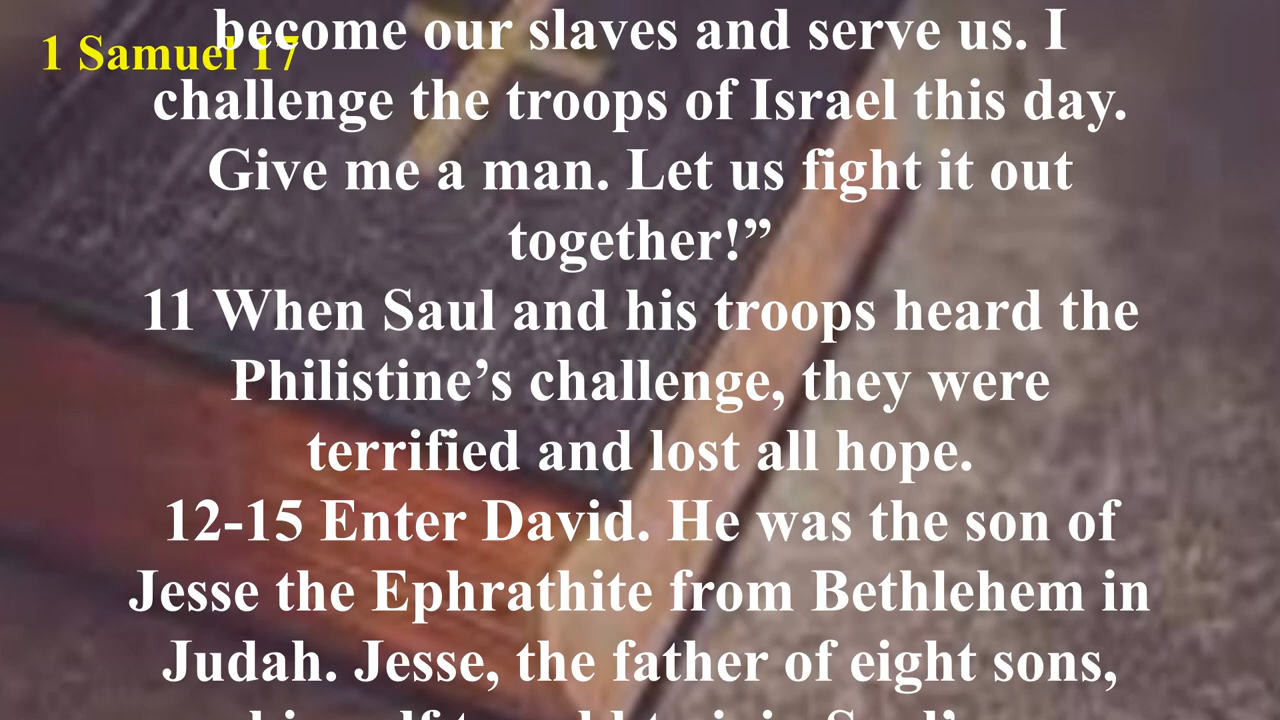 become our slaves and serve us. I
1 Samuel 17
challenge the troops of Israel this day.
Give me a man. Let us fight it out
together!”
11 When Saul and his troops heard the
Philistine’s challenge, they were
terrified and lost all hope.
12-15 Enter David. He was the son of
Jesse the Ephrathite from Bethlehem in
Judah. Jesse, the father of eight sons,